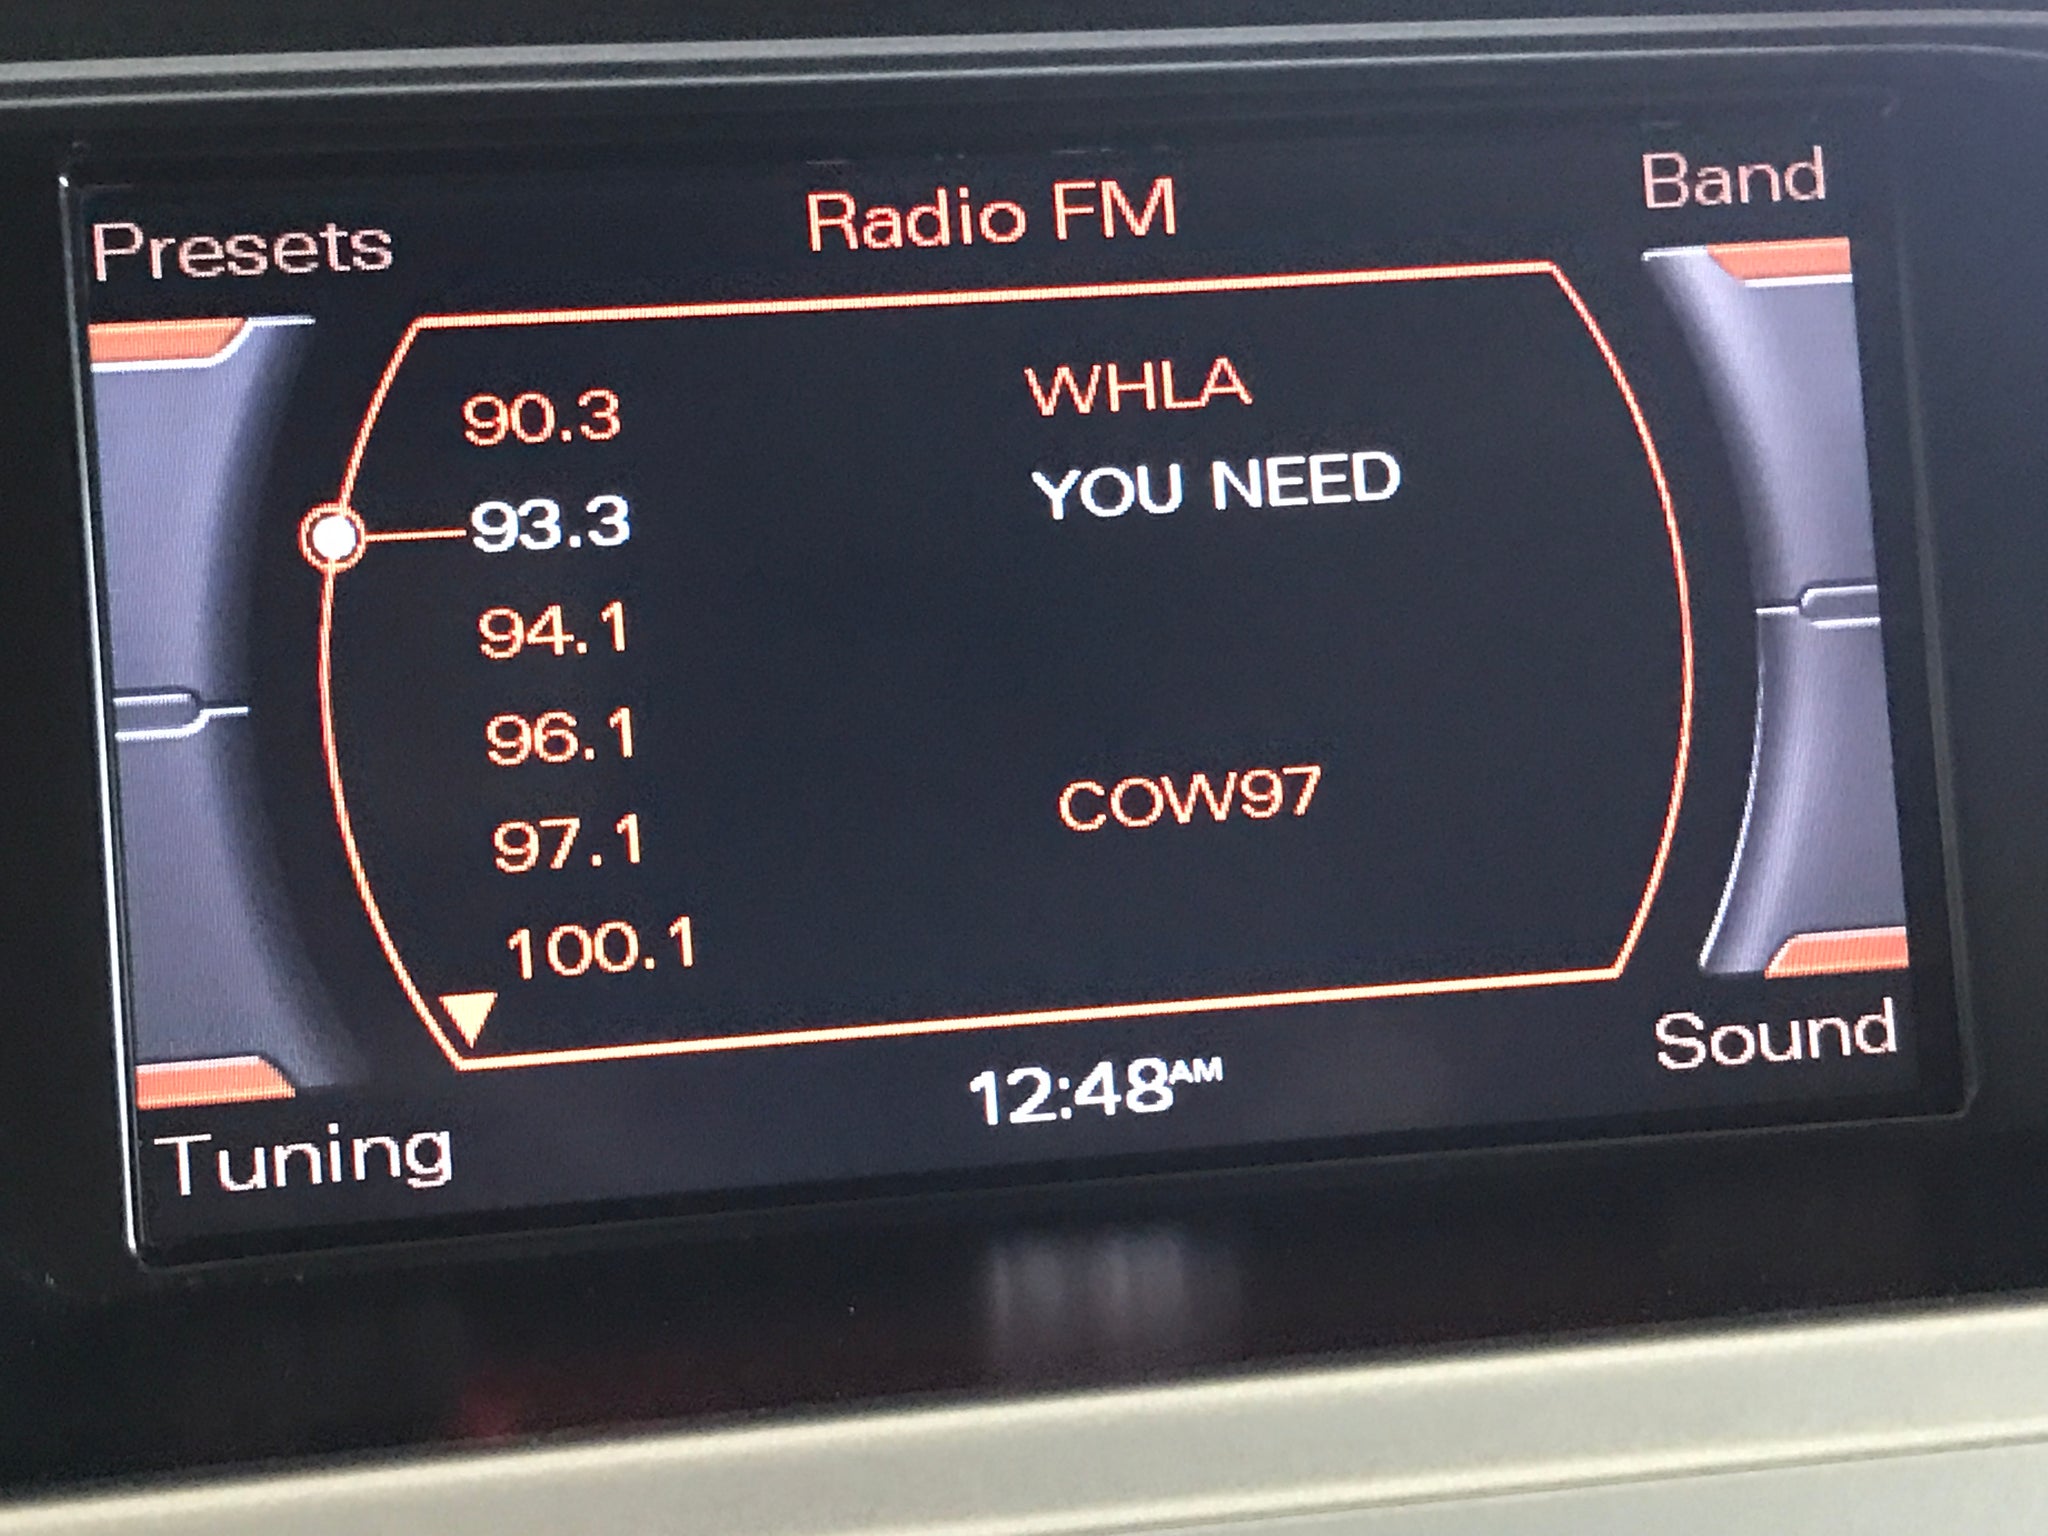 Presets
Radio FM
Band
90.3 WHLA
93.3 YOU NEED
94.1
96.1
97.1 COW97
100.1
Tuning
12:48AM
Sound